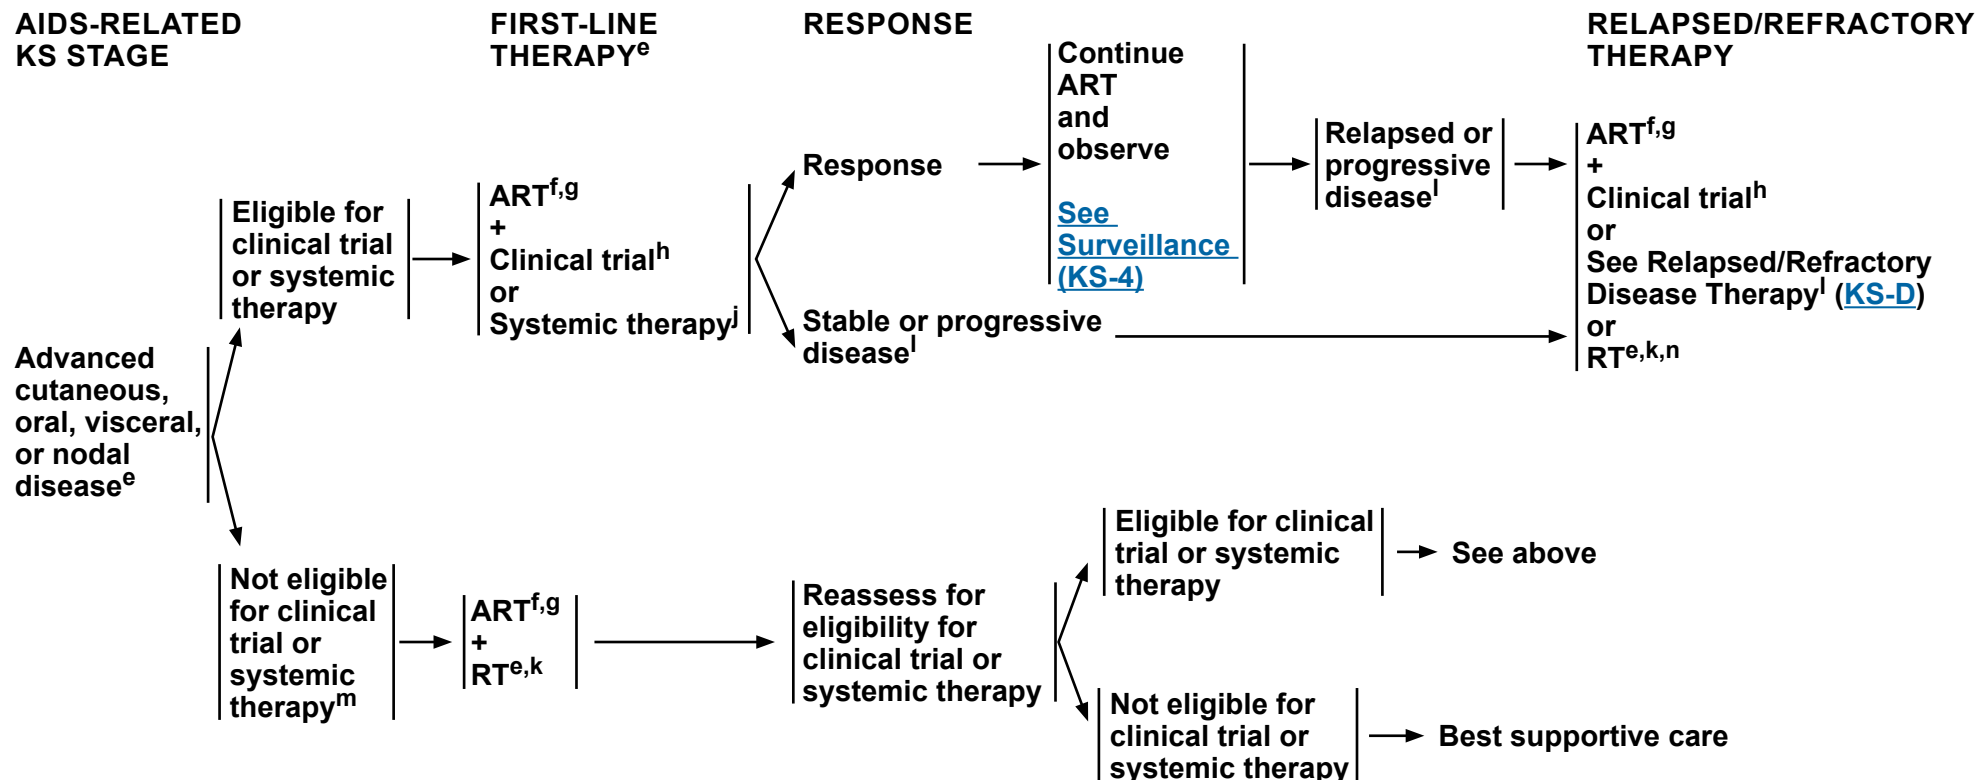 AIDS-RELATED
KS STAGE
FIRST-LINE
THERAPYe
RESPONSE
RELAPSED/REFRACTORY
THERAPY
Advanced
cutaneous,
oral, visceral,
or nodal
diseasee
Eligible for
clinical trial
or systemic
therapy
ARTf,g
+
Clinical trialh
or
Systemic therapyj
Response
Continue
ART
and
observe
See
Surveillance
(KS-4)
Relapsed or
progressive
diseasel
Stable or progressive
diseasel
ARTf,g
+
Clinical trialh
or
See Relapsed/Refractory
Disease Therapyl (KS-D)
or
RTe,k,n
Not eligible
for clinical
trial or
systemic
therapym
ARTf,g
+
RTe,k
Reassess for
eligibility for
clinical trial or
systemic therapy
Eligible for clinical
trial or systemic
therapy
See above
Not eligible for
clinical trial or
systemic therapy
Best supportive care